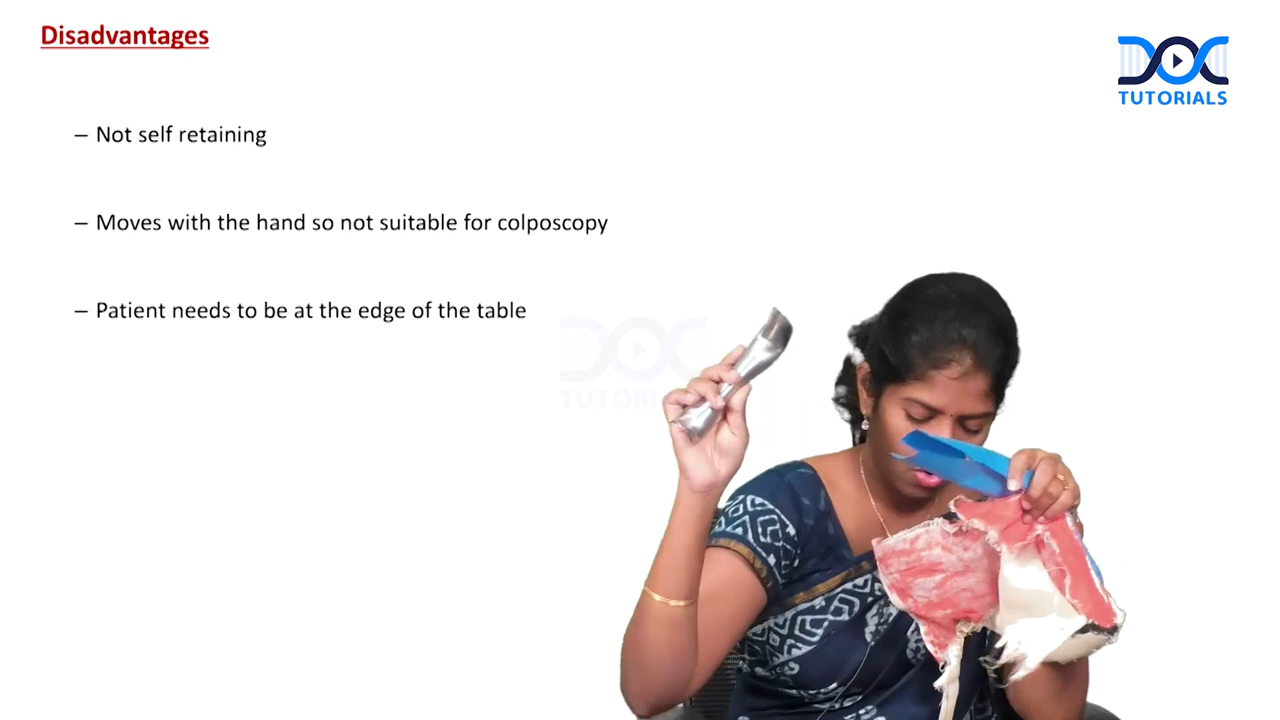 Disadvantages
TUTORIALS
– Not self retaining
– Moves with the hand so not suitable for colposcopy
– Patient needs to be at the edge of the table